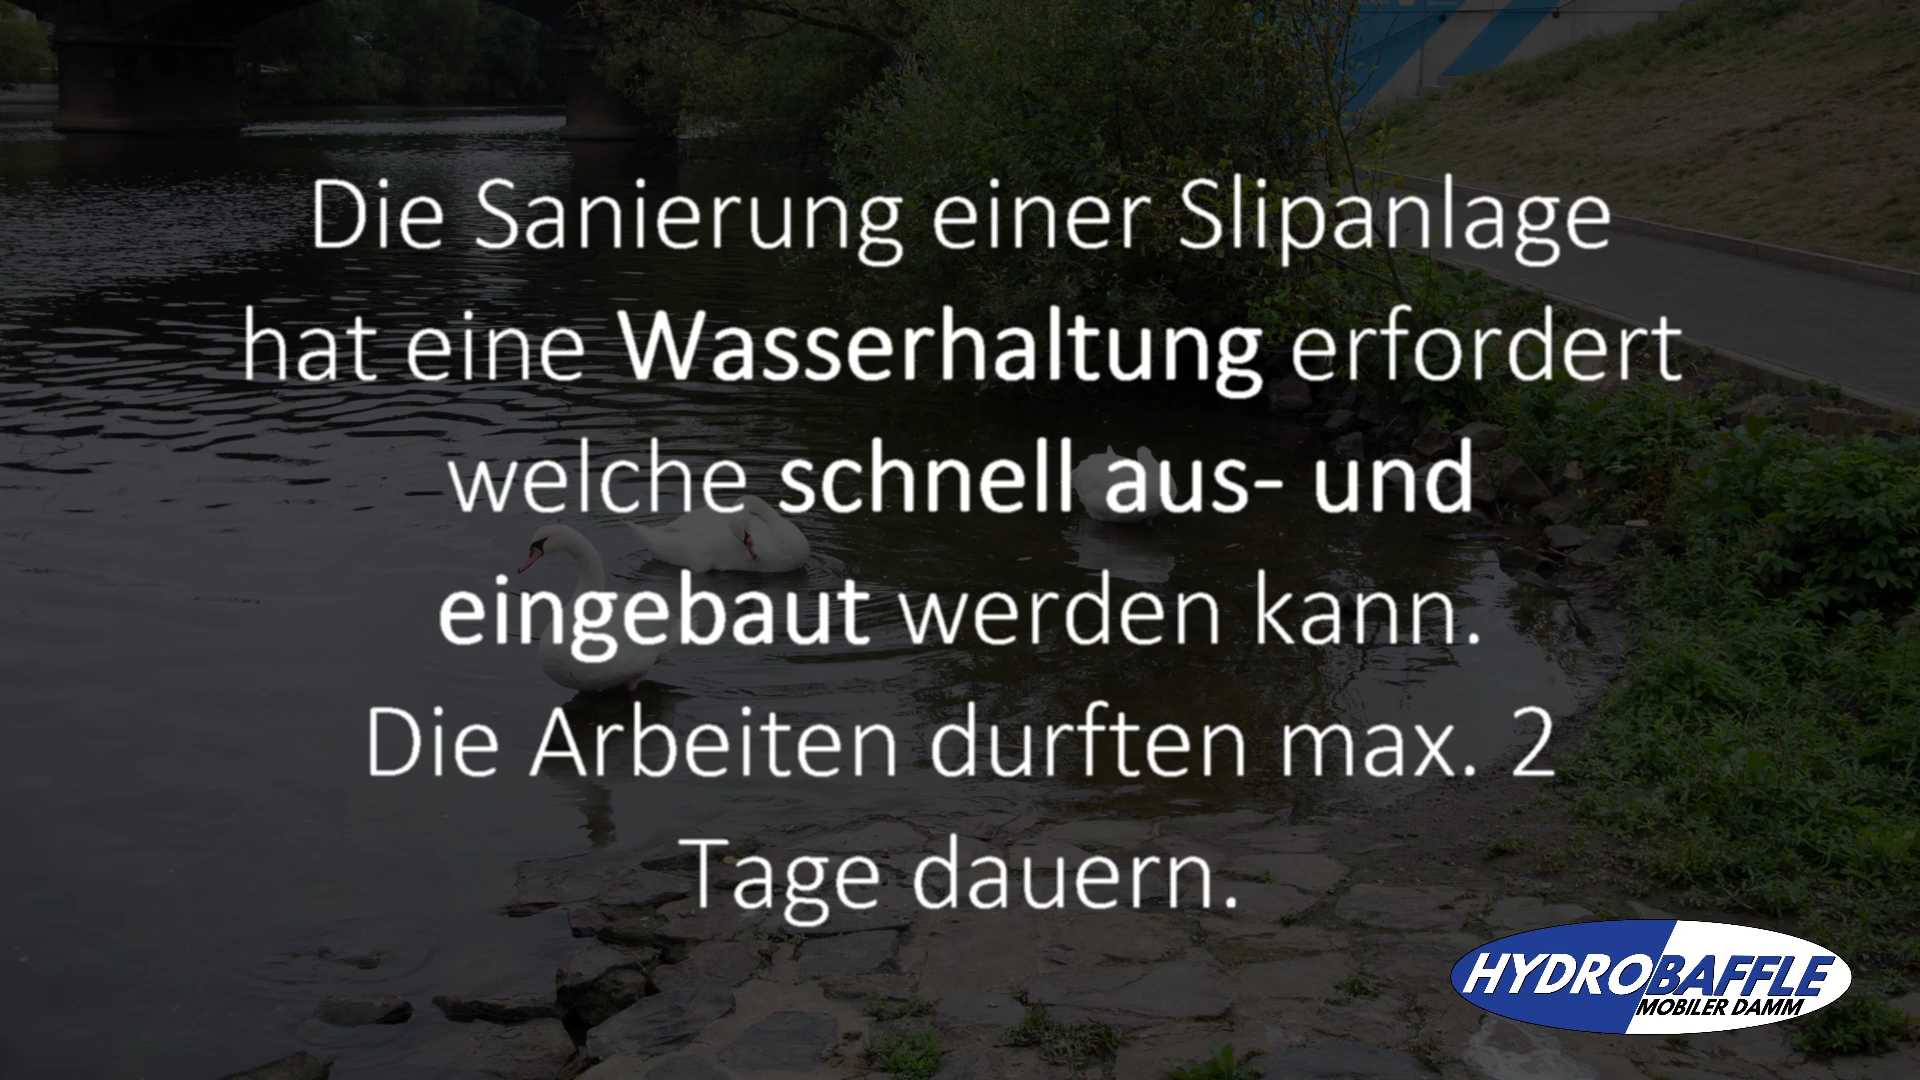 Die Sanierung einer Slipanlage
hat eine Wasserhaltung erfordert
welche schnell aus- und
eingebaut werden kann.
Die Arbeiten durften max. 2
Tage dauern.
HYDROBAFFLE
MOBILER DAMM